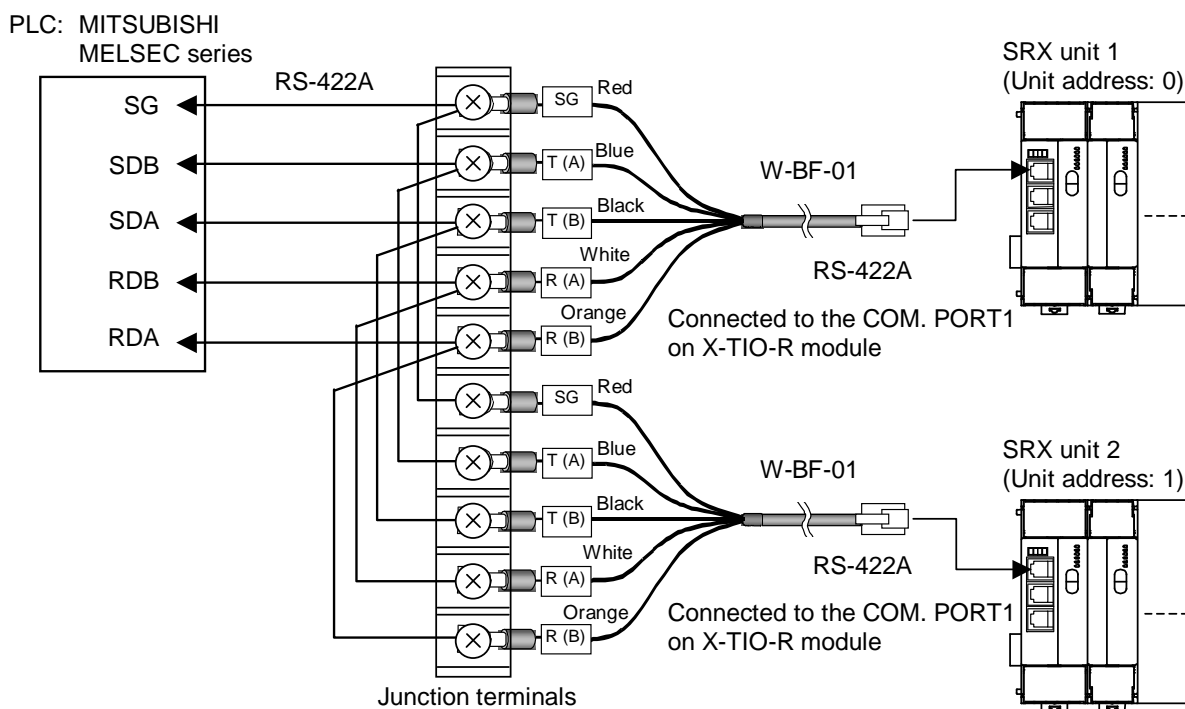 PLC: MITSUBISHI
MELSEC series
RS-422A
SG
SDB
SDA
RDB
RDA
SG
Red
T (A)
Blue
T (B)
Black
R (A)
White
R (B)
Orange
W-BF-01
RS-422A
Connected to the COM. PORT1
on X-TIO-R module
SRX unit 1
(Unit address: 0)
SG
Red
T (A)
Blue
T (B)
Black
R (A)
White
R (B)
Orange
W-BF-01
RS-422A
Connected to the COM. PORT1
on X-TIO-R module
SRX unit 2
(Unit address: 1)
Junction terminals